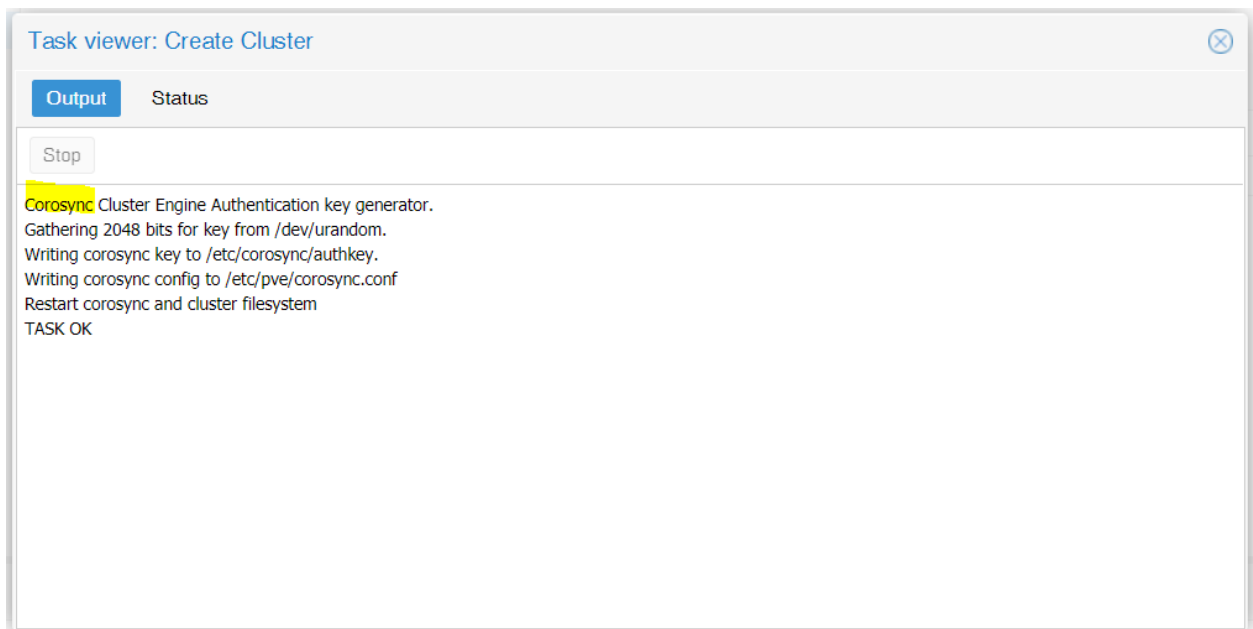 Task viewer: Create Cluster
Output Status
Stop
Corosync Cluster Engine Authentication key generator.
Gathering 2048 bits for key from /dev/urandom.
Writing corosync key to /etc/corosync/authkey.
Writing corosync config to /etc/pve/corosync.conf
Restart corosync and cluster filesystem
TASK OK